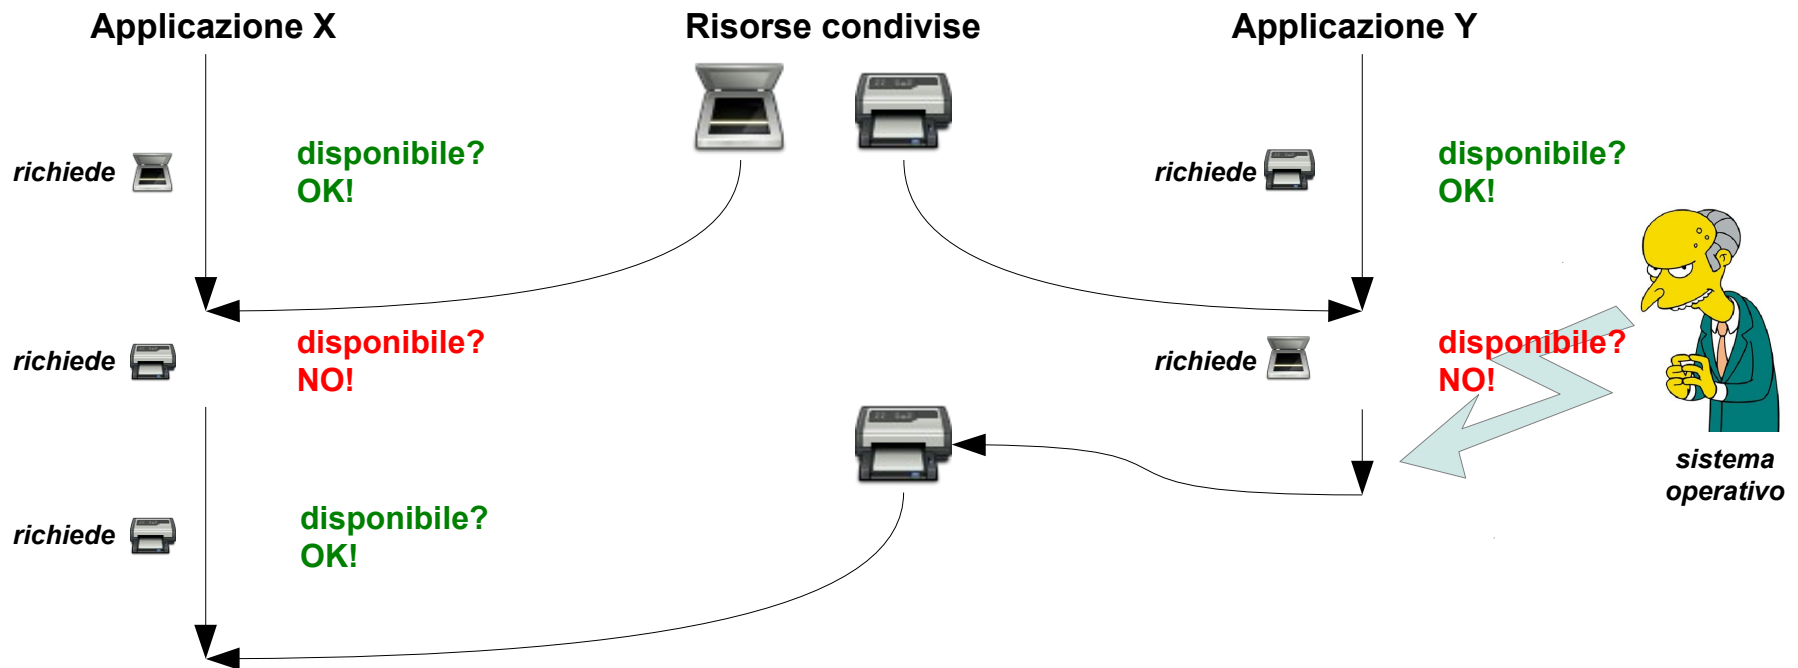 Applicazione X
Risorse condivise
Applicazione Y
richiede
disponibile?
OK!
richiede
disponibile?
OK!
richiede
disponibile?
NO!
richiede
disponibile?
NO!
sistema
operativo
richiede
disponibile?
OK!